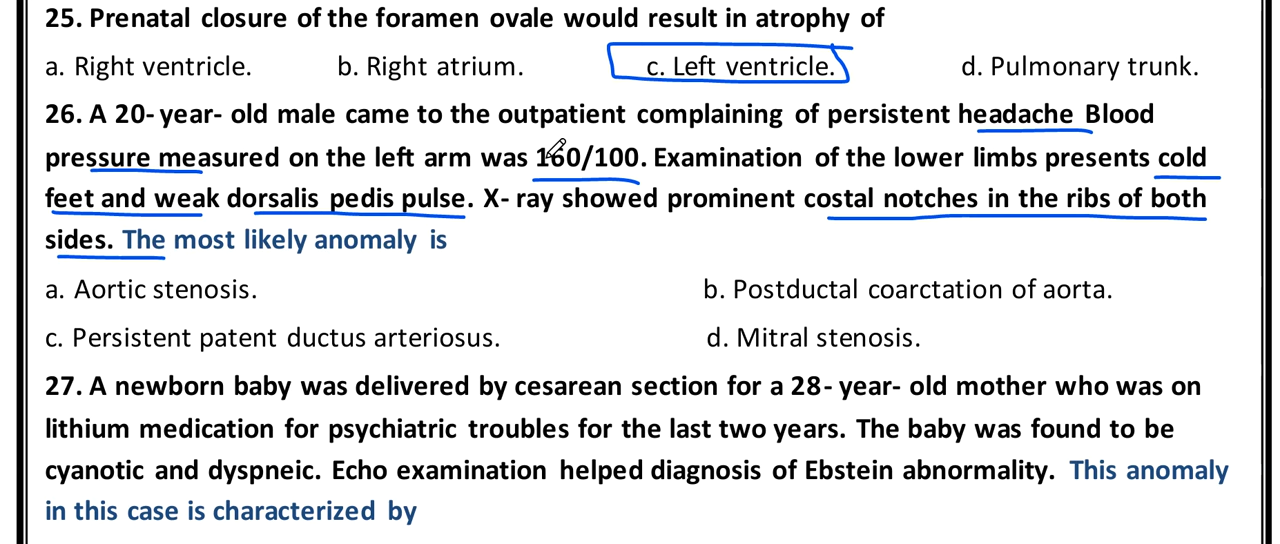 25. Prenatal closure of the foramen ovale would result in atrophy of
a. Right ventricle. b. Right atrium. c. Left ventricle. d. Pulmonary trunk.
26. A 20- year- old male came to the outpatient complaining of persistent headache Blood
pressure measured on the left arm was 160/100. Examination of the lower limbs presents cold
feet and weak dorsalis pedis pulse. X- ray showed prominent costal notches in the ribs of both
sides. The most likely anomaly is
a. Aortic stenosis. b. Postductal coarctation of aorta.
c. Persistent patent ductus arteriosus. d. Mitral stenosis.
27. A newborn baby was delivered by cesarean section for a 28- year- old mother who was on
lithium medication for psychiatric troubles for the last two years. The baby was found to be
cyanotic and dyspneic. Echo examination helped diagnosis of Ebstein abnormality. This anomaly
in this case is characterized by